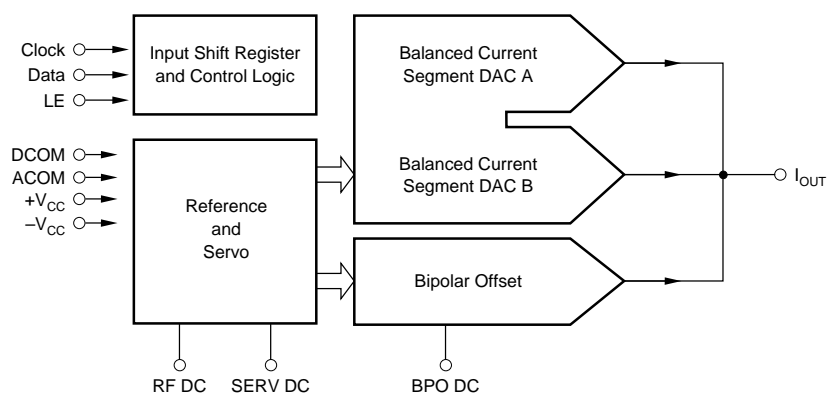 Clock
Data
LE
Input Shift Register
and Control Logic
Balanced Current
Segment DAC A
DCOM
ACOM
+VCC
–VCC
Reference
and
Servo
Balanced Current
Segment DAC B
IOUT
Bipolar Offset
RF DC
SERV DC
BPO DC